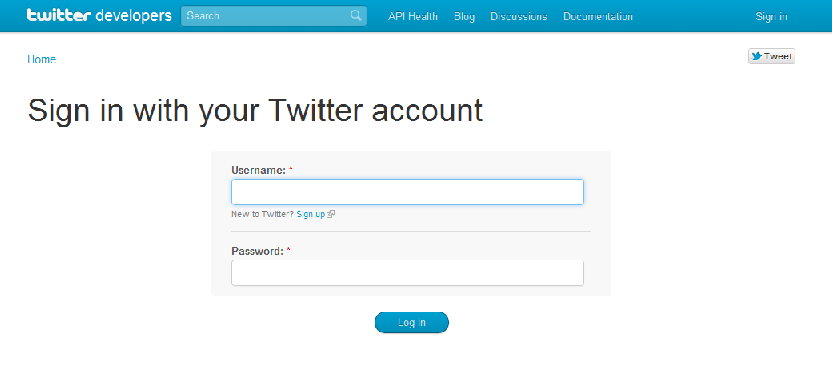 twitter developers Search API Health Blog Discussions Documentation Sign in
Home Tweet
Sign in with your Twitter account
Username: *
New to Twitter? Sign up
Password: *
Log in